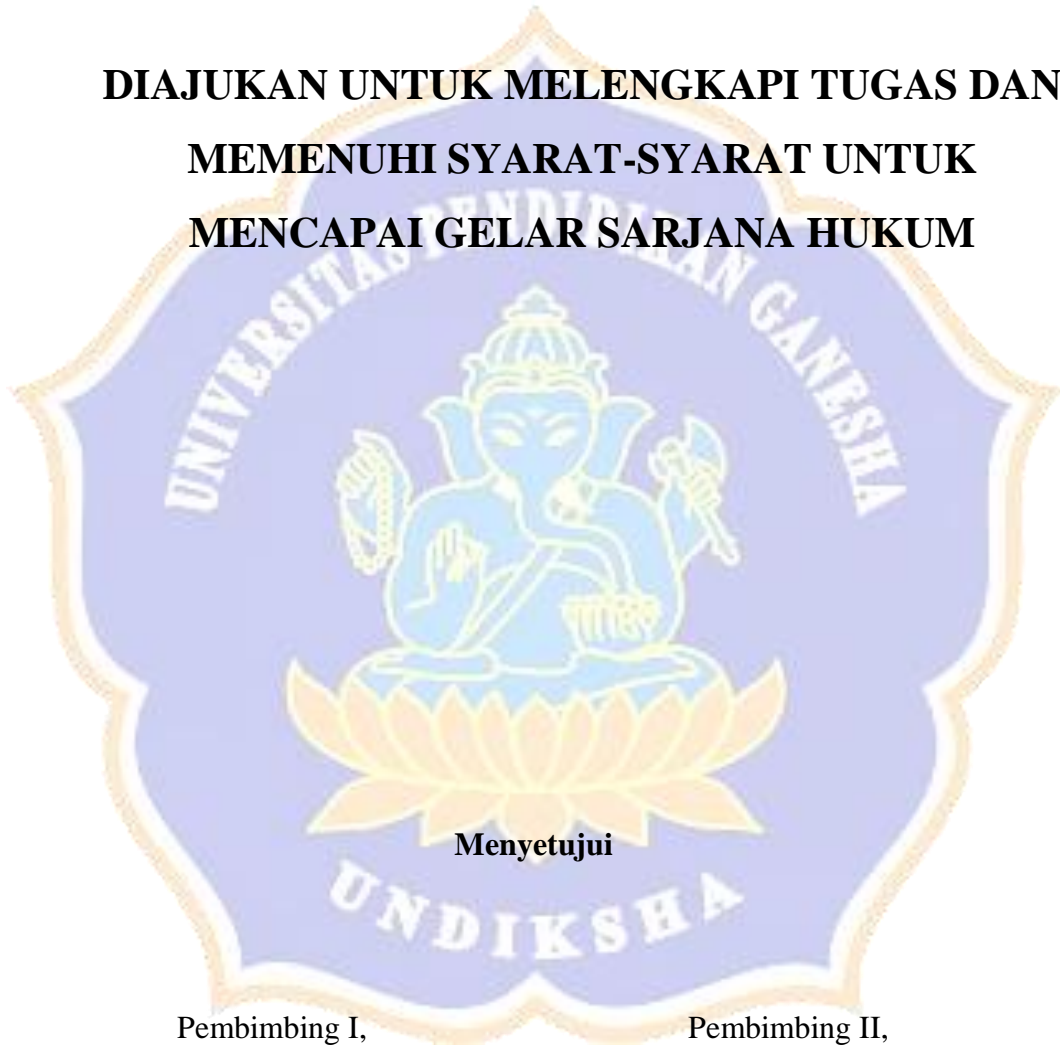 DIAJUKAN UNTUK MELENGKAPI TUGAS DAN
MEMENUHI SYARAT-SYARAT UNTUK
MENCAPAI GELAR SARJANA HUKUM
UNIVERSITAS PENDIDIKAN GANESHA
Menyetujui
UNDIKSHA
Pembimbing I, Pembimbing II,